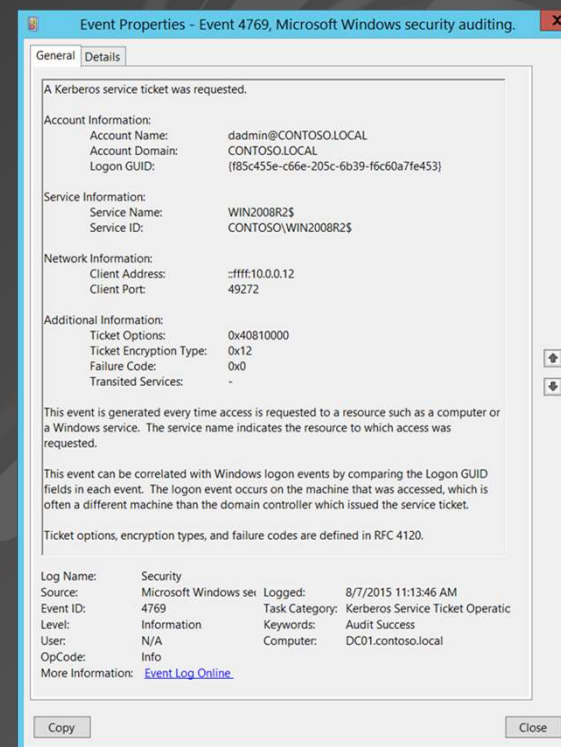 Event Properties - Event 4769, Microsoft Windows security auditing.
X
General Details
A Kerberos service ticket was requested.
Account Information:
Account Name: dadmin@CONTOSO.LOCAL
Account Domain: CONTOSO.LOCAL
Logon GUID: {f85c455e-c66e-205c-6b39-f6c60a7fe453}
Service Information:
Service Name: WIN2008R2$
Service ID: CONTOSO\WIN2008R2$
Network Information:
Client Address: ::ffff:10.0.0.12
Client Port: 49272
Additional Information:
Ticket Options: 0x40810000
Ticket Encryption Type: 0x12
Failure Code: 0x0
Transited Services: -
This event is generated every time access is requested to a resource such as a computer or
a Windows service. The service name indicates the resource to which access was
requested.
This event can be correlated with Windows logon events by comparing the Logon GUID
fields in each event. The logon event occurs on the machine that was accessed, which is
often a different machine than the domain controller which issued the service ticket.
Ticket options, encryption types, and failure codes are defined in RFC 4120.
Log Name: Security
Source: Microsoft Windows sec Logged: 8/7/2015 11:13:46 AM
Event ID: 4769 Task Category: Kerberos Service Ticket Operatic
Level: Information Keywords: Audit Success
User: N/A Computer: DC01.contoso.local
OpCode: Info
More Information: Event Log Online
Copy Close